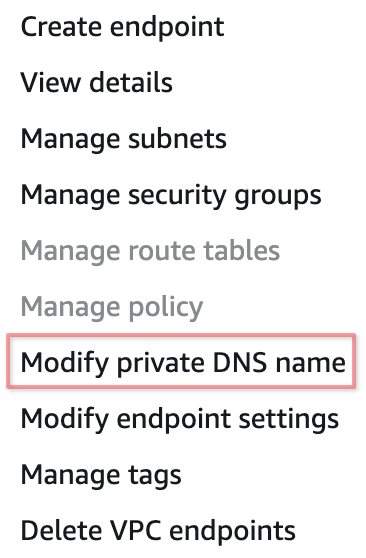 Create endpoint
View details
Manage subnets
Manage security groups
Manage route tables
Manage policy
Modify private DNS name
Modify endpoint settings
Manage tags
Delete VPC endpoints